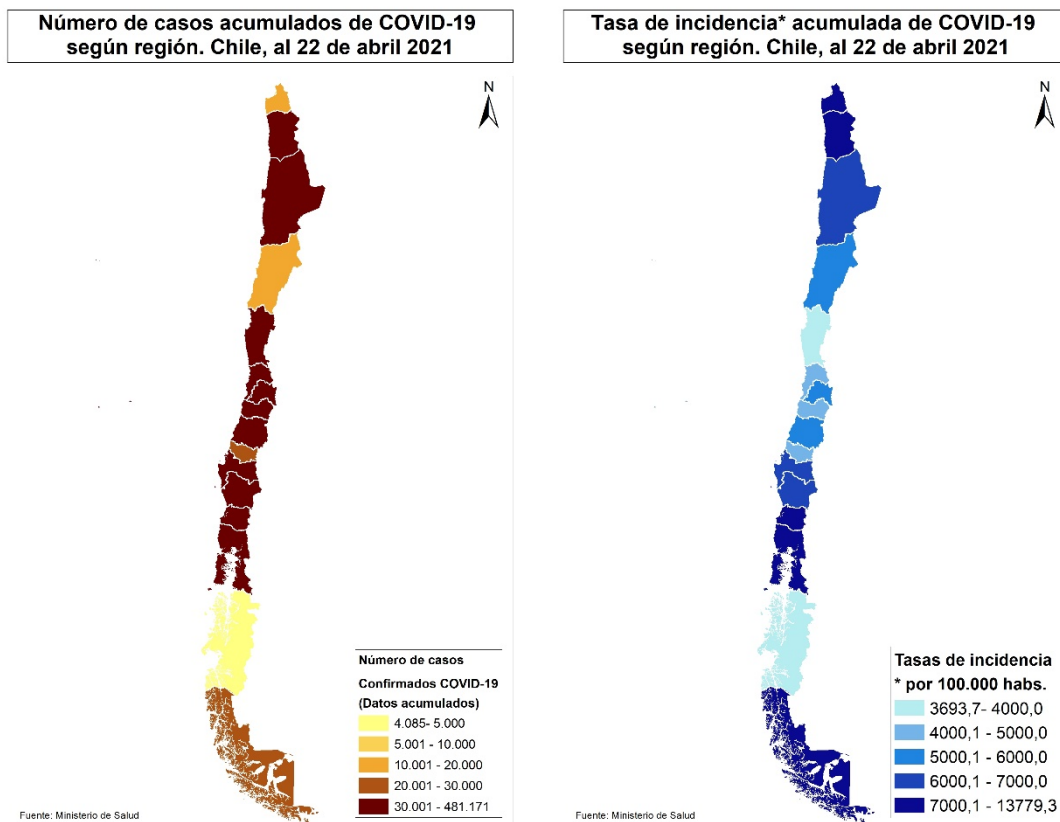 Número de casos acumulados de COVID-19
según región. Chile, al 22 de abril 2021
N
Número de casos
Confirmados COVID-19
(Datos acumulados)
4.085- 5.000
5.001 - 10.000
10.001 - 20.000
20.001 - 30.000
30.001 - 481.171
Fuente: Ministerio de Salud
Tasa de incidencia* acumulada de COVID-19
según región. Chile, al 22 de abril 2021
N
Tasas de incidencia
* por 100.000 habs.
3693,7- 4000,0
4000,1 - 5000,0
5000,1 - 6000,0
6000,1 - 7000,0
7000,1 - 13779,3
Fuente: Ministerio de Salud